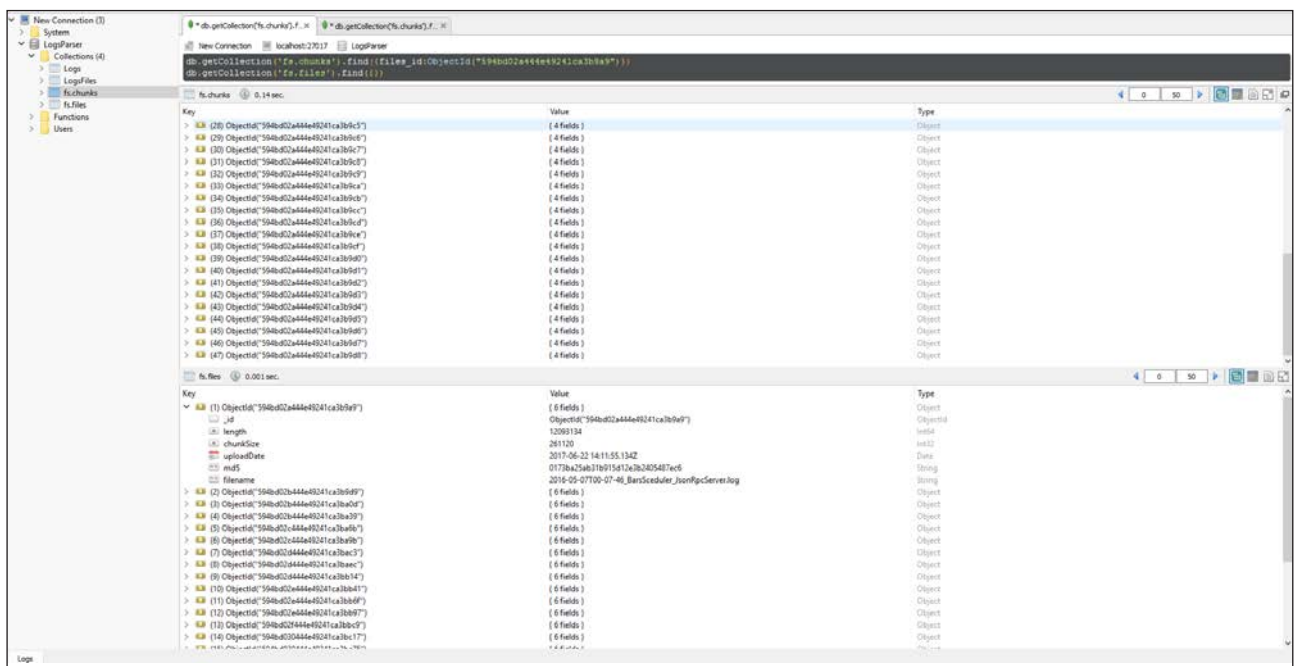 New Connection (3)
System
LogsParser
Collections (4)
Logs
LogsFiles
fs.chunks
fs.files
Functions
Users
* db.getCollection('fs.chunks').f...
* db.getCollection('fs.chunks').f...
New Connection localhost:27017 LogsParser
db.getCollection('fs.chunks').find({files_id:ObjectId("594bd02a444e49241ca3b9a9")})
db.getCollection('fs.files').find({})
fs.chunks 0.14 sec. 0 50
Key Value Type
(28) ObjectId("594bd02a444e49241ca3b9c5") { 4 fields } Object
(29) ObjectId("594bd02a444e49241ca3b9c6") { 4 fields } Object
(30) ObjectId("594bd02a444e49241ca3b9c7") { 4 fields } Object
(31) ObjectId("594bd02a444e49241ca3b9c8") { 4 fields } Object
(32) ObjectId("594bd02a444e49241ca3b9c9") { 4 fields } Object
(33) ObjectId("594bd02a444e49241ca3b9ca") { 4 fields } Object
(34) ObjectId("594bd02a444e49241ca3b9cb") { 4 fields } Object
(35) ObjectId("594bd02a444e49241ca3b9cc") { 4 fields } Object
(36) ObjectId("594bd02a444e49241ca3b9cd") { 4 fields } Object
(37) ObjectId("594bd02a444e49241ca3b9ce") { 4 fields } Object
(38) ObjectId("594bd02a444e49241ca3b9cf") { 4 fields } Object
(39) ObjectId("594bd02a444e49241ca3b9d0") { 4 fields } Object
(40) ObjectId("594bd02a444e49241ca3b9d1") { 4 fields } Object
(41) ObjectId("594bd02a444e49241ca3b9d2") { 4 fields } Object
(42) ObjectId("594bd02a444e49241ca3b9d3") { 4 fields } Object
(43) ObjectId("594bd02a444e49241ca3b9d4") { 4 fields } Object
(44) ObjectId("594bd02a444e49241ca3b9d5") { 4 fields } Object
(45) ObjectId("594bd02a444e49241ca3b9d6") { 4 fields } Object
(46) ObjectId("594bd02a444e49241ca3b9d7") { 4 fields } Object
(47) ObjectId("594bd02a444e49241ca3b9d8") { 4 fields } Object
fs.files 0.001 sec. 0 50
Key Value Type
(1) ObjectId("594bd02a444e49241ca3b9a9") { 6 fields } Object
_id ObjectId("594bd02a444e49241ca3b9a9") ObjectId
length 12093134 Int64
chunkSize 261120 Int32
uploadDate 2017-06-22 14:11:55.134Z Date
md5 0173ba25ab31b915d12e3b2405487ec6 String
filename 2016-05-07T00-07-46_BarsSceduler_JsonRpcServer.log String
(2) ObjectId("594bd02b444e49241ca3b9d9") { 6 fields } Object
(3) ObjectId("594bd02b444e49241ca3ba0d") { 6 fields } Object
(4) ObjectId("594bd02b444e49241ca3ba39") { 6 fields } Object
(5) ObjectId("594bd02c444e49241ca3ba6b") { 6 fields } Object
(6) ObjectId("594bd02c444e49241ca3ba9b") { 6 fields } Object
(7) ObjectId("594bd02d444e49241ca3bac3") { 6 fields } Object
(8) ObjectId("594bd02d444e49241ca3baec") { 6 fields } Object
(9) ObjectId("594bd02d444e49241ca3bb14") { 6 fields } Object
(10) ObjectId("594bd02e444e49241ca3bb41") { 6 fields } Object
(11) ObjectId("594bd02e444e49241ca3bb6f") { 6 fields } Object
(12) ObjectId("594bd02e444e49241ca3bb97") { 6 fields } Object
(13) ObjectId("594bd02f444e49241ca3bbc9") { 6 fields } Object
(14) ObjectId("594bd030444e49241ca3bc17") { 6 fields } Object
Logs